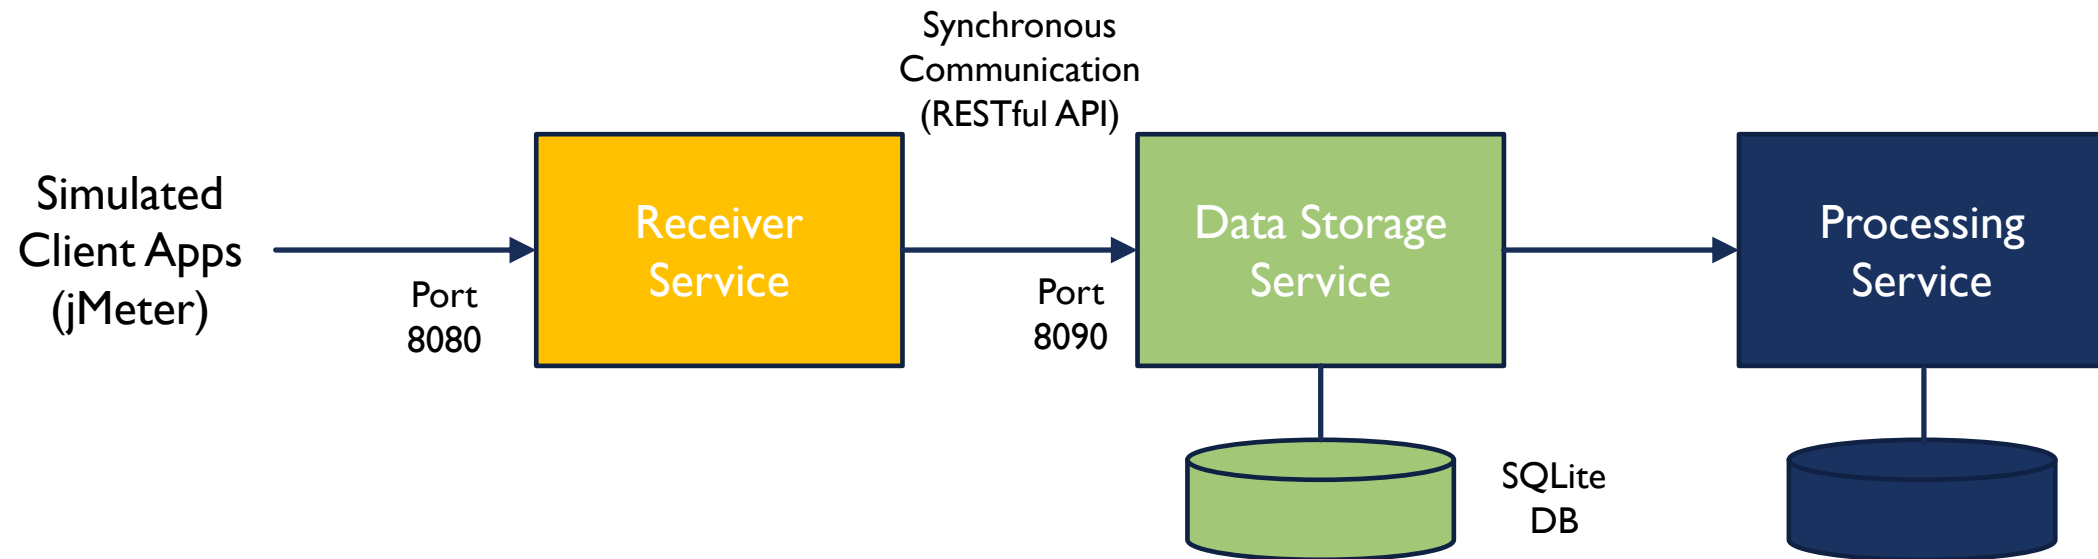 Synchronous
Communication
(RESTful API)
Simulated
Client Apps
(jMeter)
Port
8080
Receiver
Service
Port
8090
Data Storage
Service
Processing
Service
SQLite
DB